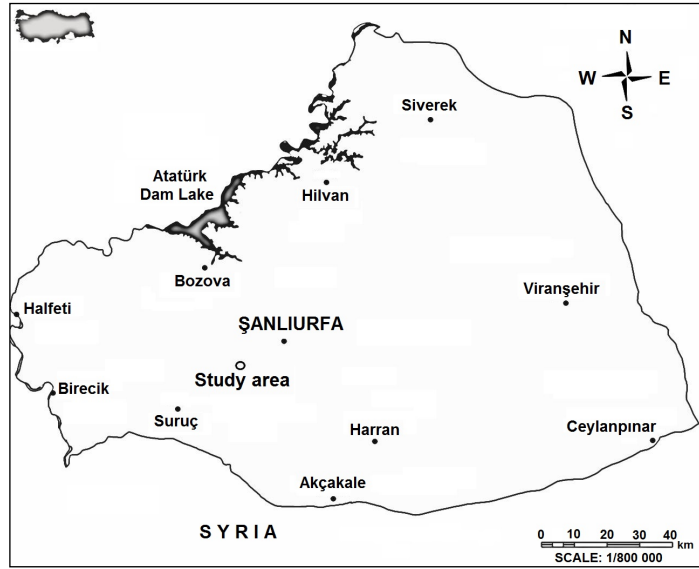 N
W E
S
Siverek
Atatürk
Dam Lake
Hilvan
Bozova
Viranşehir
Halfeti
ŞANLIURFA
Study area
Birecik
Suruç
Harran
Ceylanpınar
Akçakale
SYRIA
0 10 20 30 40
km
SCALE: 1/800 000